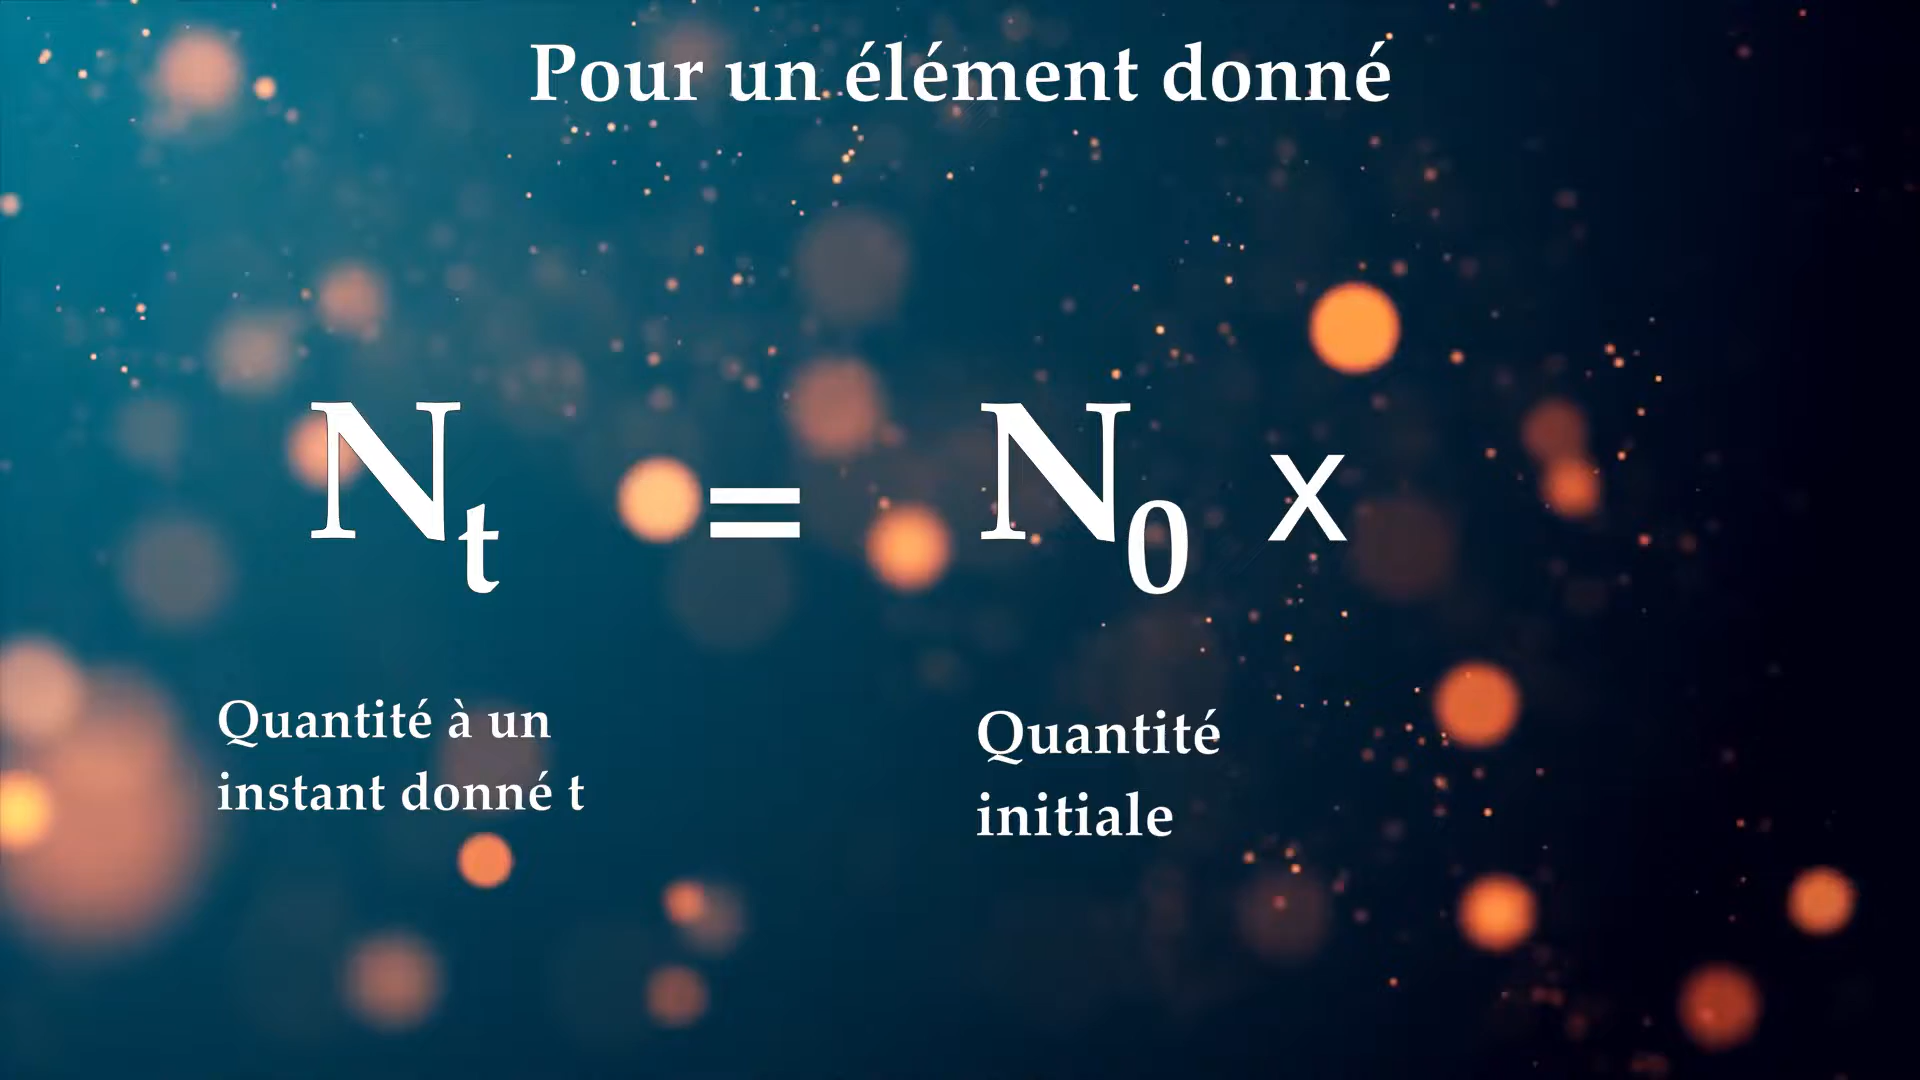 Pour un élément donné
Nt = N0 x
Quantité à un
instant donné t
Quantité
initiale